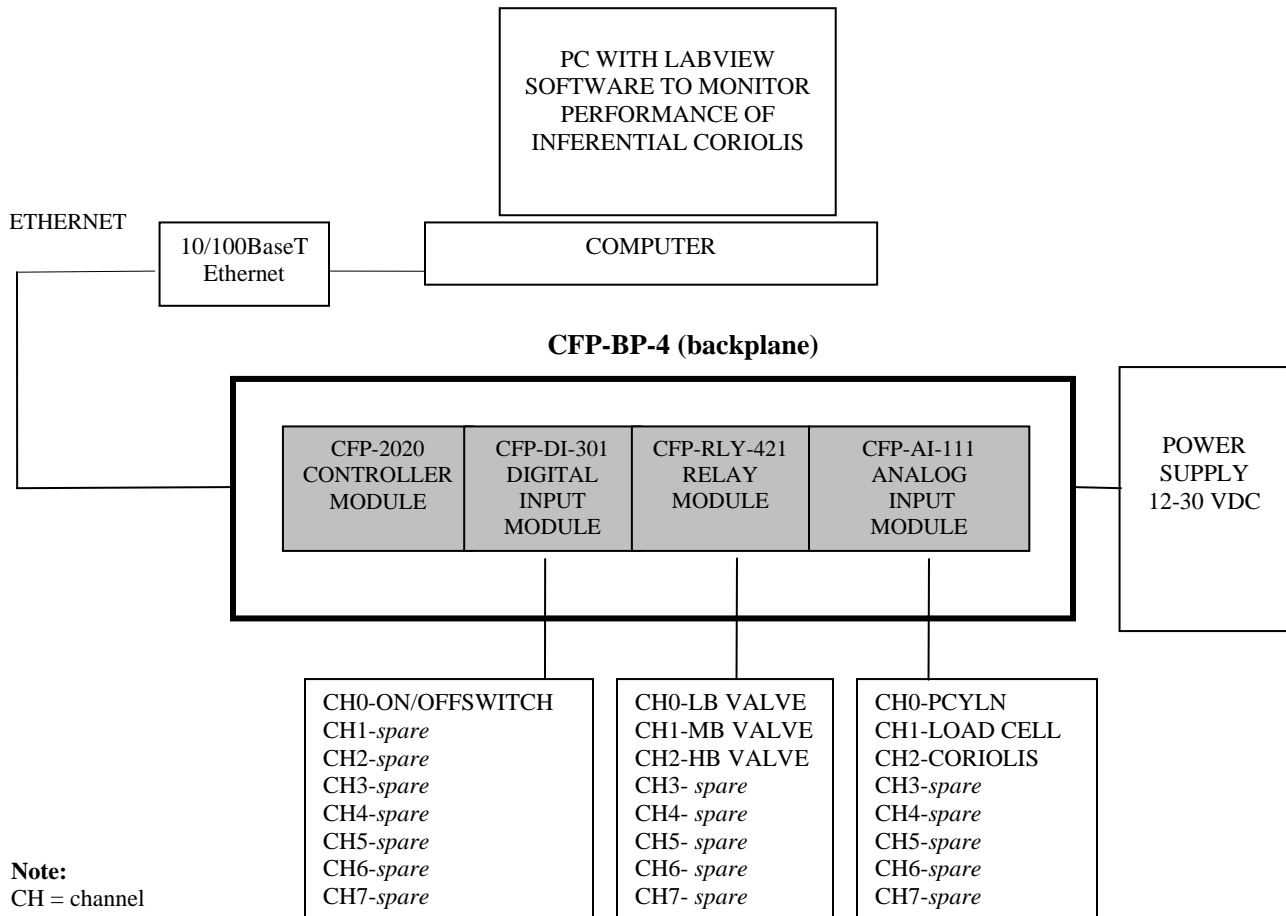 PC WITH LABVIEW
SOFTWARE TO MONITOR
PERFORMANCE OF
INFERENTIAL CORIOLIS
ETHERNET
10/100BaseT
Ethernet
COMPUTER
CFP-BP-4 (backplane)
CFP-2020
CONTROLLER
MODULE
CFP-DI-301
DIGITAL
INPUT
MODULE
CFP-RLY-421
RELAY
MODULE
CFP-AI-111
ANALOG
INPUT
MODULE
POWER
SUPPLY
12-30 VDC
CH0-ON/OFFSWITCH
CH1-spare
CH2-spare
CH3-spare
CH4-spare
CH5-spare
CH6-spare
CH7-spare
CH0-LB VALVE
CH1-MB VALVE
CH2-HB VALVE
CH3- spare
CH4- spare
CH5- spare
CH6- spare
CH7- spare
CH0-PCYLN
CH1-LOAD CELL
CH2-CORIOLIS
CH3-spare
CH4-spare
CH5-spare
CH6-spare
CH7-spare
Note:
CH = channel